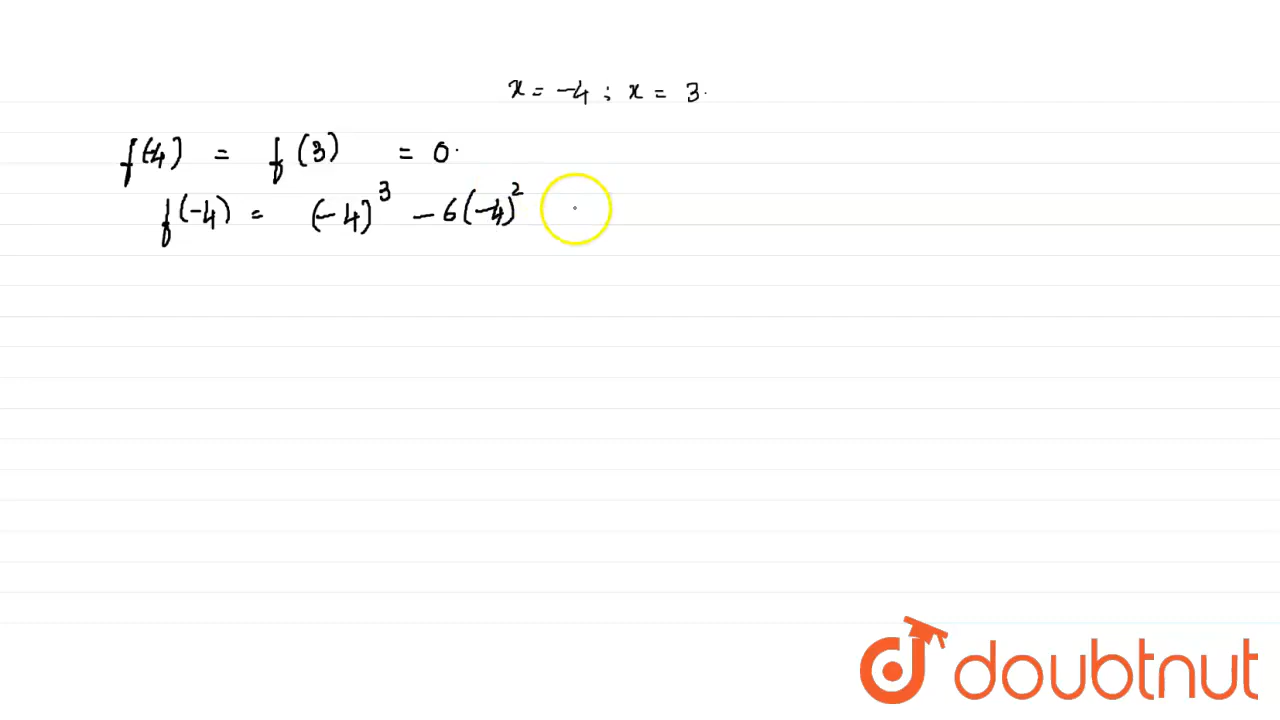 x = -4 ; x = 3.
f(-4) = f(3) = 0.
f(-4) = (-4)³ - 6(-4)²
doubtnut